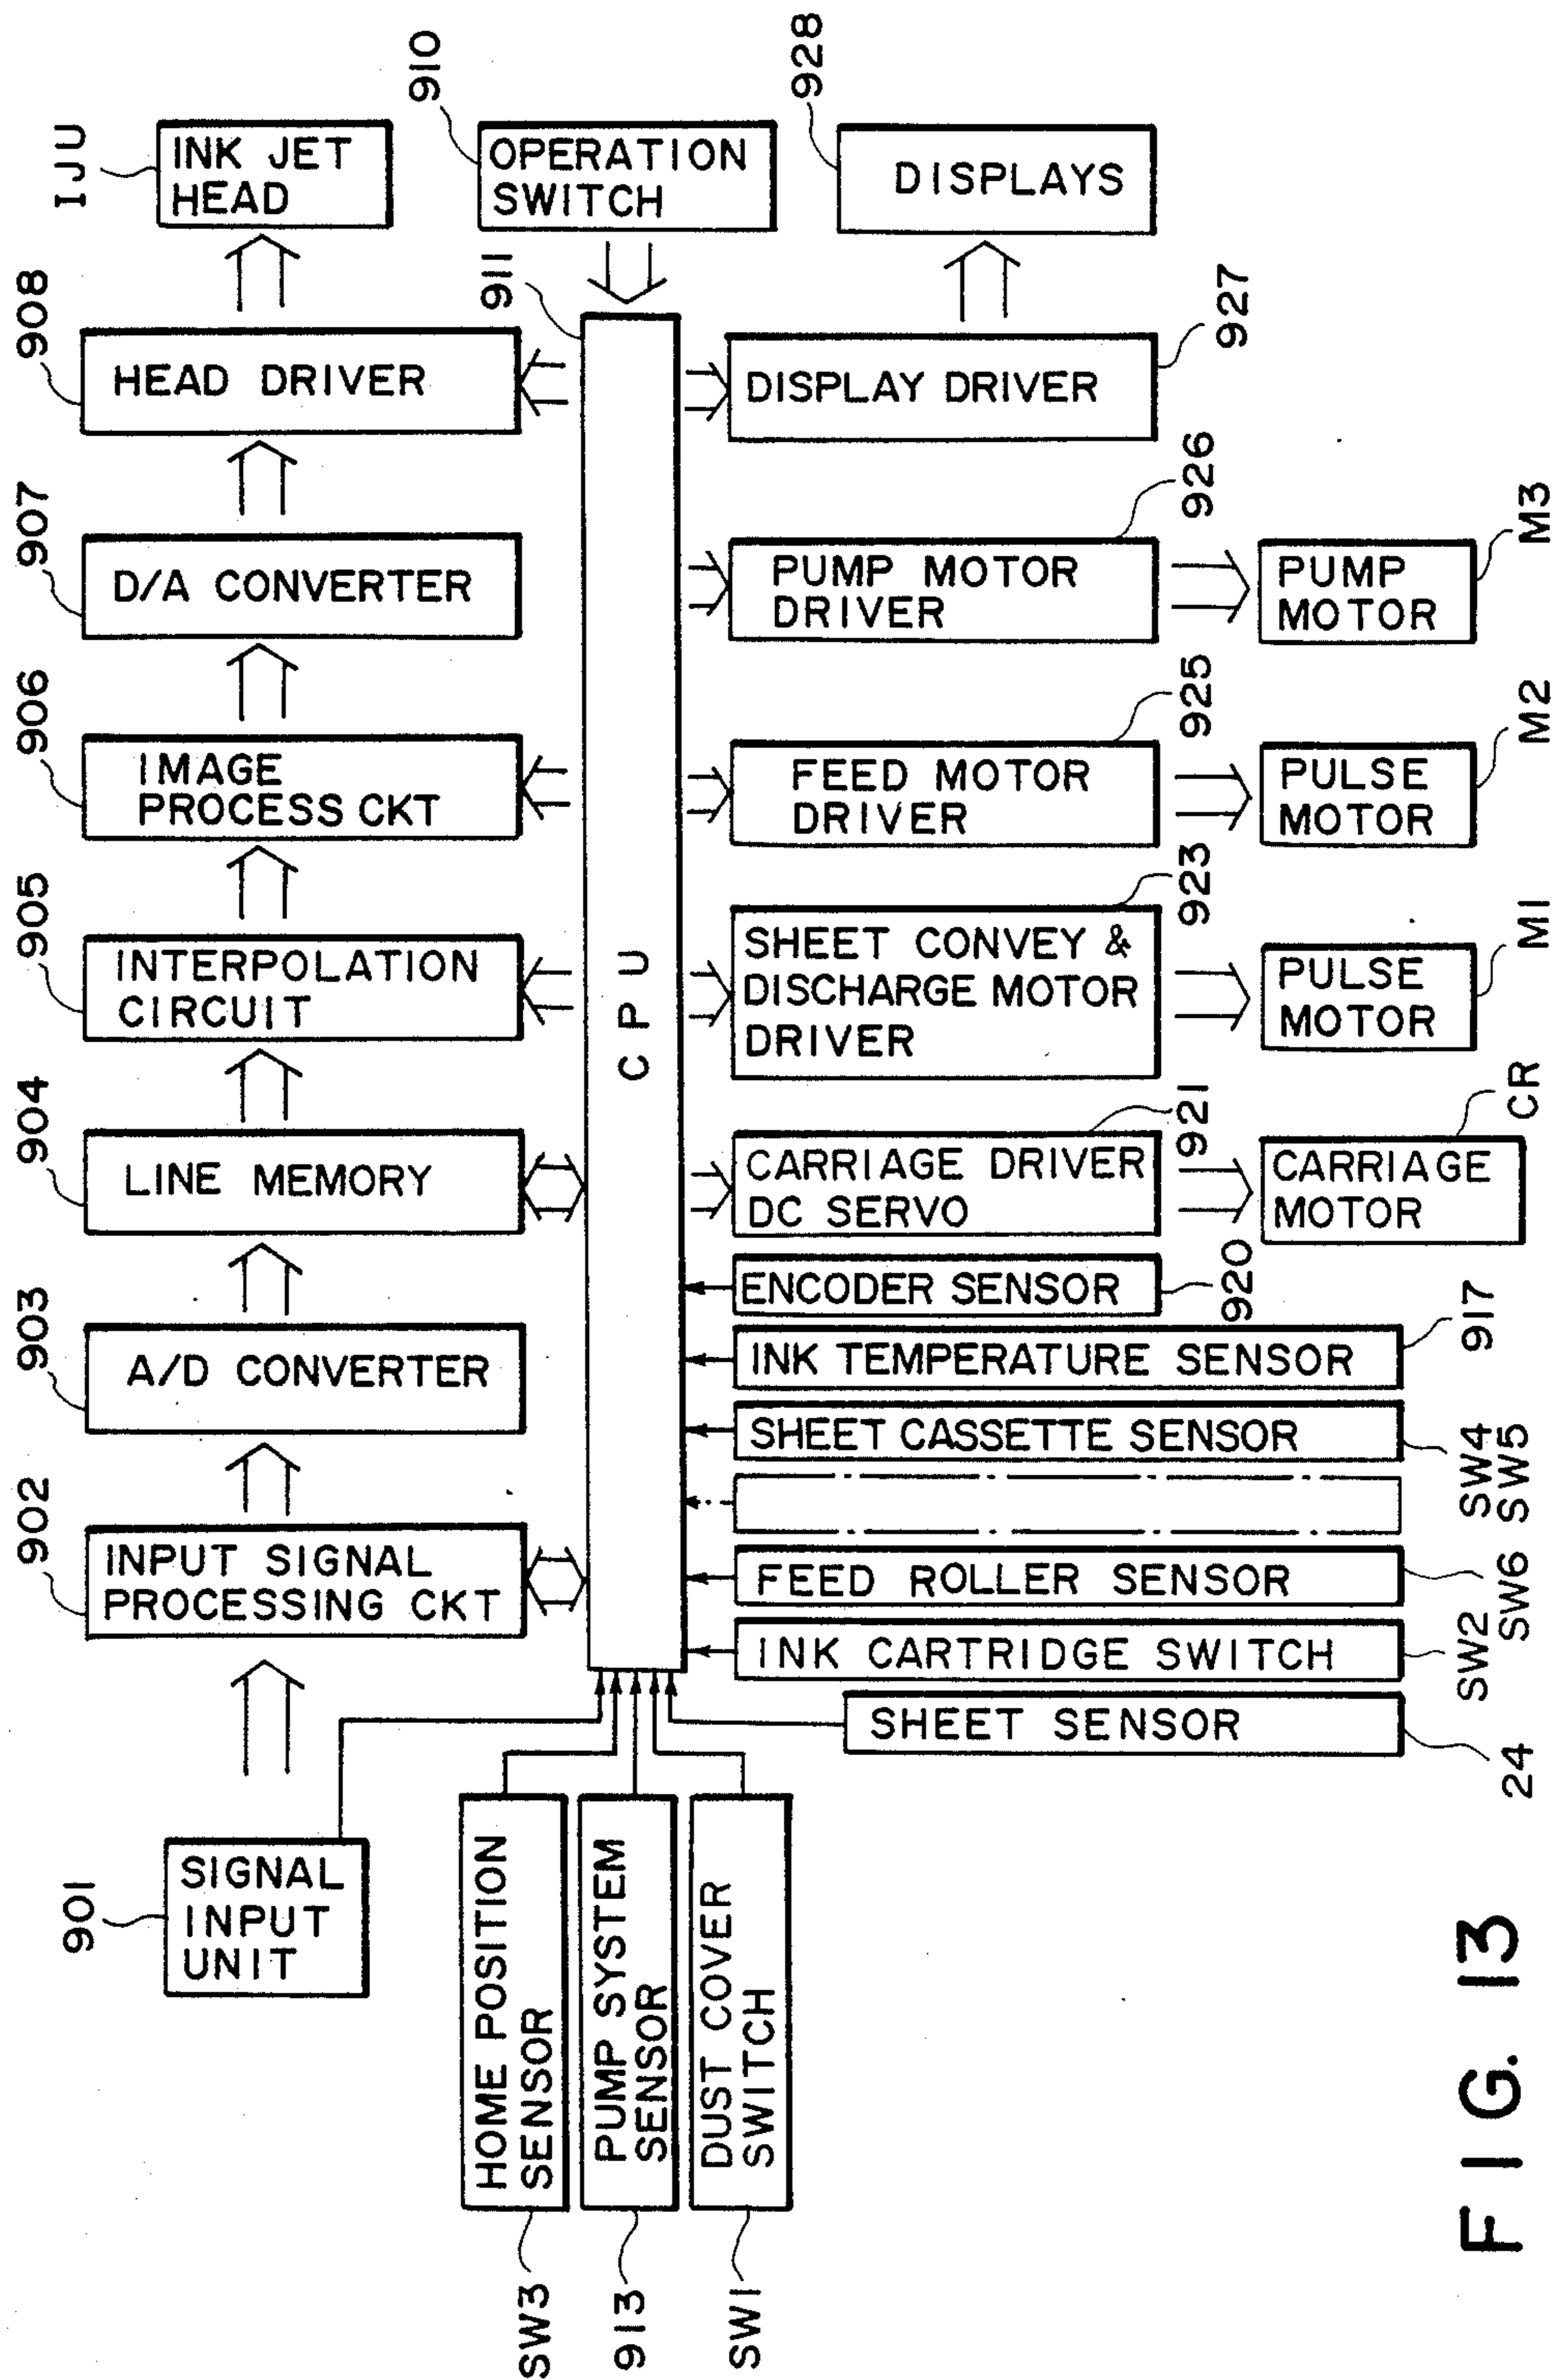 901
SIGNAL
INPUT
UNIT
902
INPUT SIGNAL
PROCESSING CKT
903
A/D CONVERTER
904
LINE MEMORY
905
INTERPOLATION
CIRCUIT
906
IMAGE
PROCESS CKT
907
D/A CONVERTER
908
HEAD DRIVER
IJU
INK JET
HEAD
910
OPERATION
SWITCH
911
CPU
SW3
HOME POSITION
SENSOR
913
PUMP SYSTEM
SENSOR
SW1
DUST COVER
SWITCH
SHEET SENSOR
24
INK CARTRIDGE SWITCH
SW2
FEED ROLLER SENSOR
SW6
SHEET CASSETTE SENSOR
SW4
SW5
INK TEMPERATURE SENSOR
917
ENCODER SENSOR
920
CARRIAGE DRIVER
DC SERVO
921
CARRIAGE
MOTOR
CR
SHEET CONVEY &
DISCHARGE MOTOR
DRIVER
923
PULSE
MOTOR
M1
FEED MOTOR
DRIVER
925
PULSE
MOTOR
M2
PUMP MOTOR
DRIVER
926
PUMP
MOTOR
M3
DISPLAY DRIVER
927
DISPLAYS
928
FIG. 13